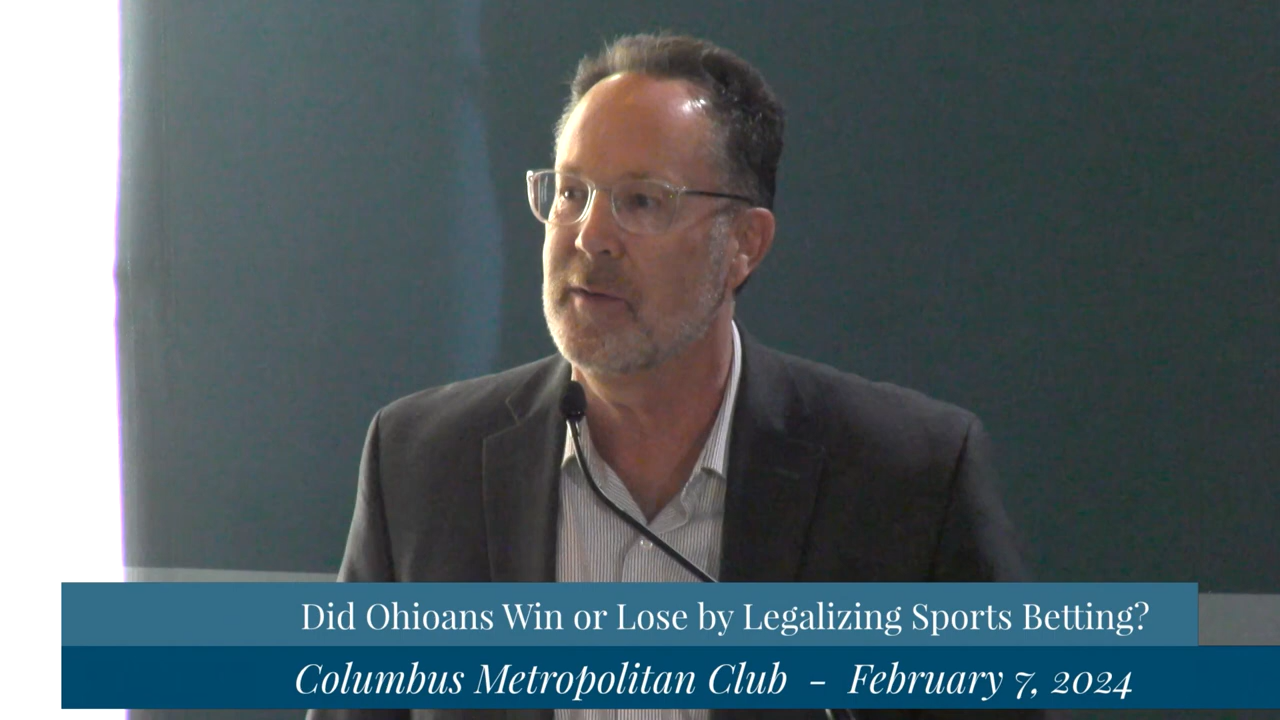 Did Ohioans Win or Lose by Legalizing Sports Betting?
Columbus Metropolitan Club - February 7, 2024